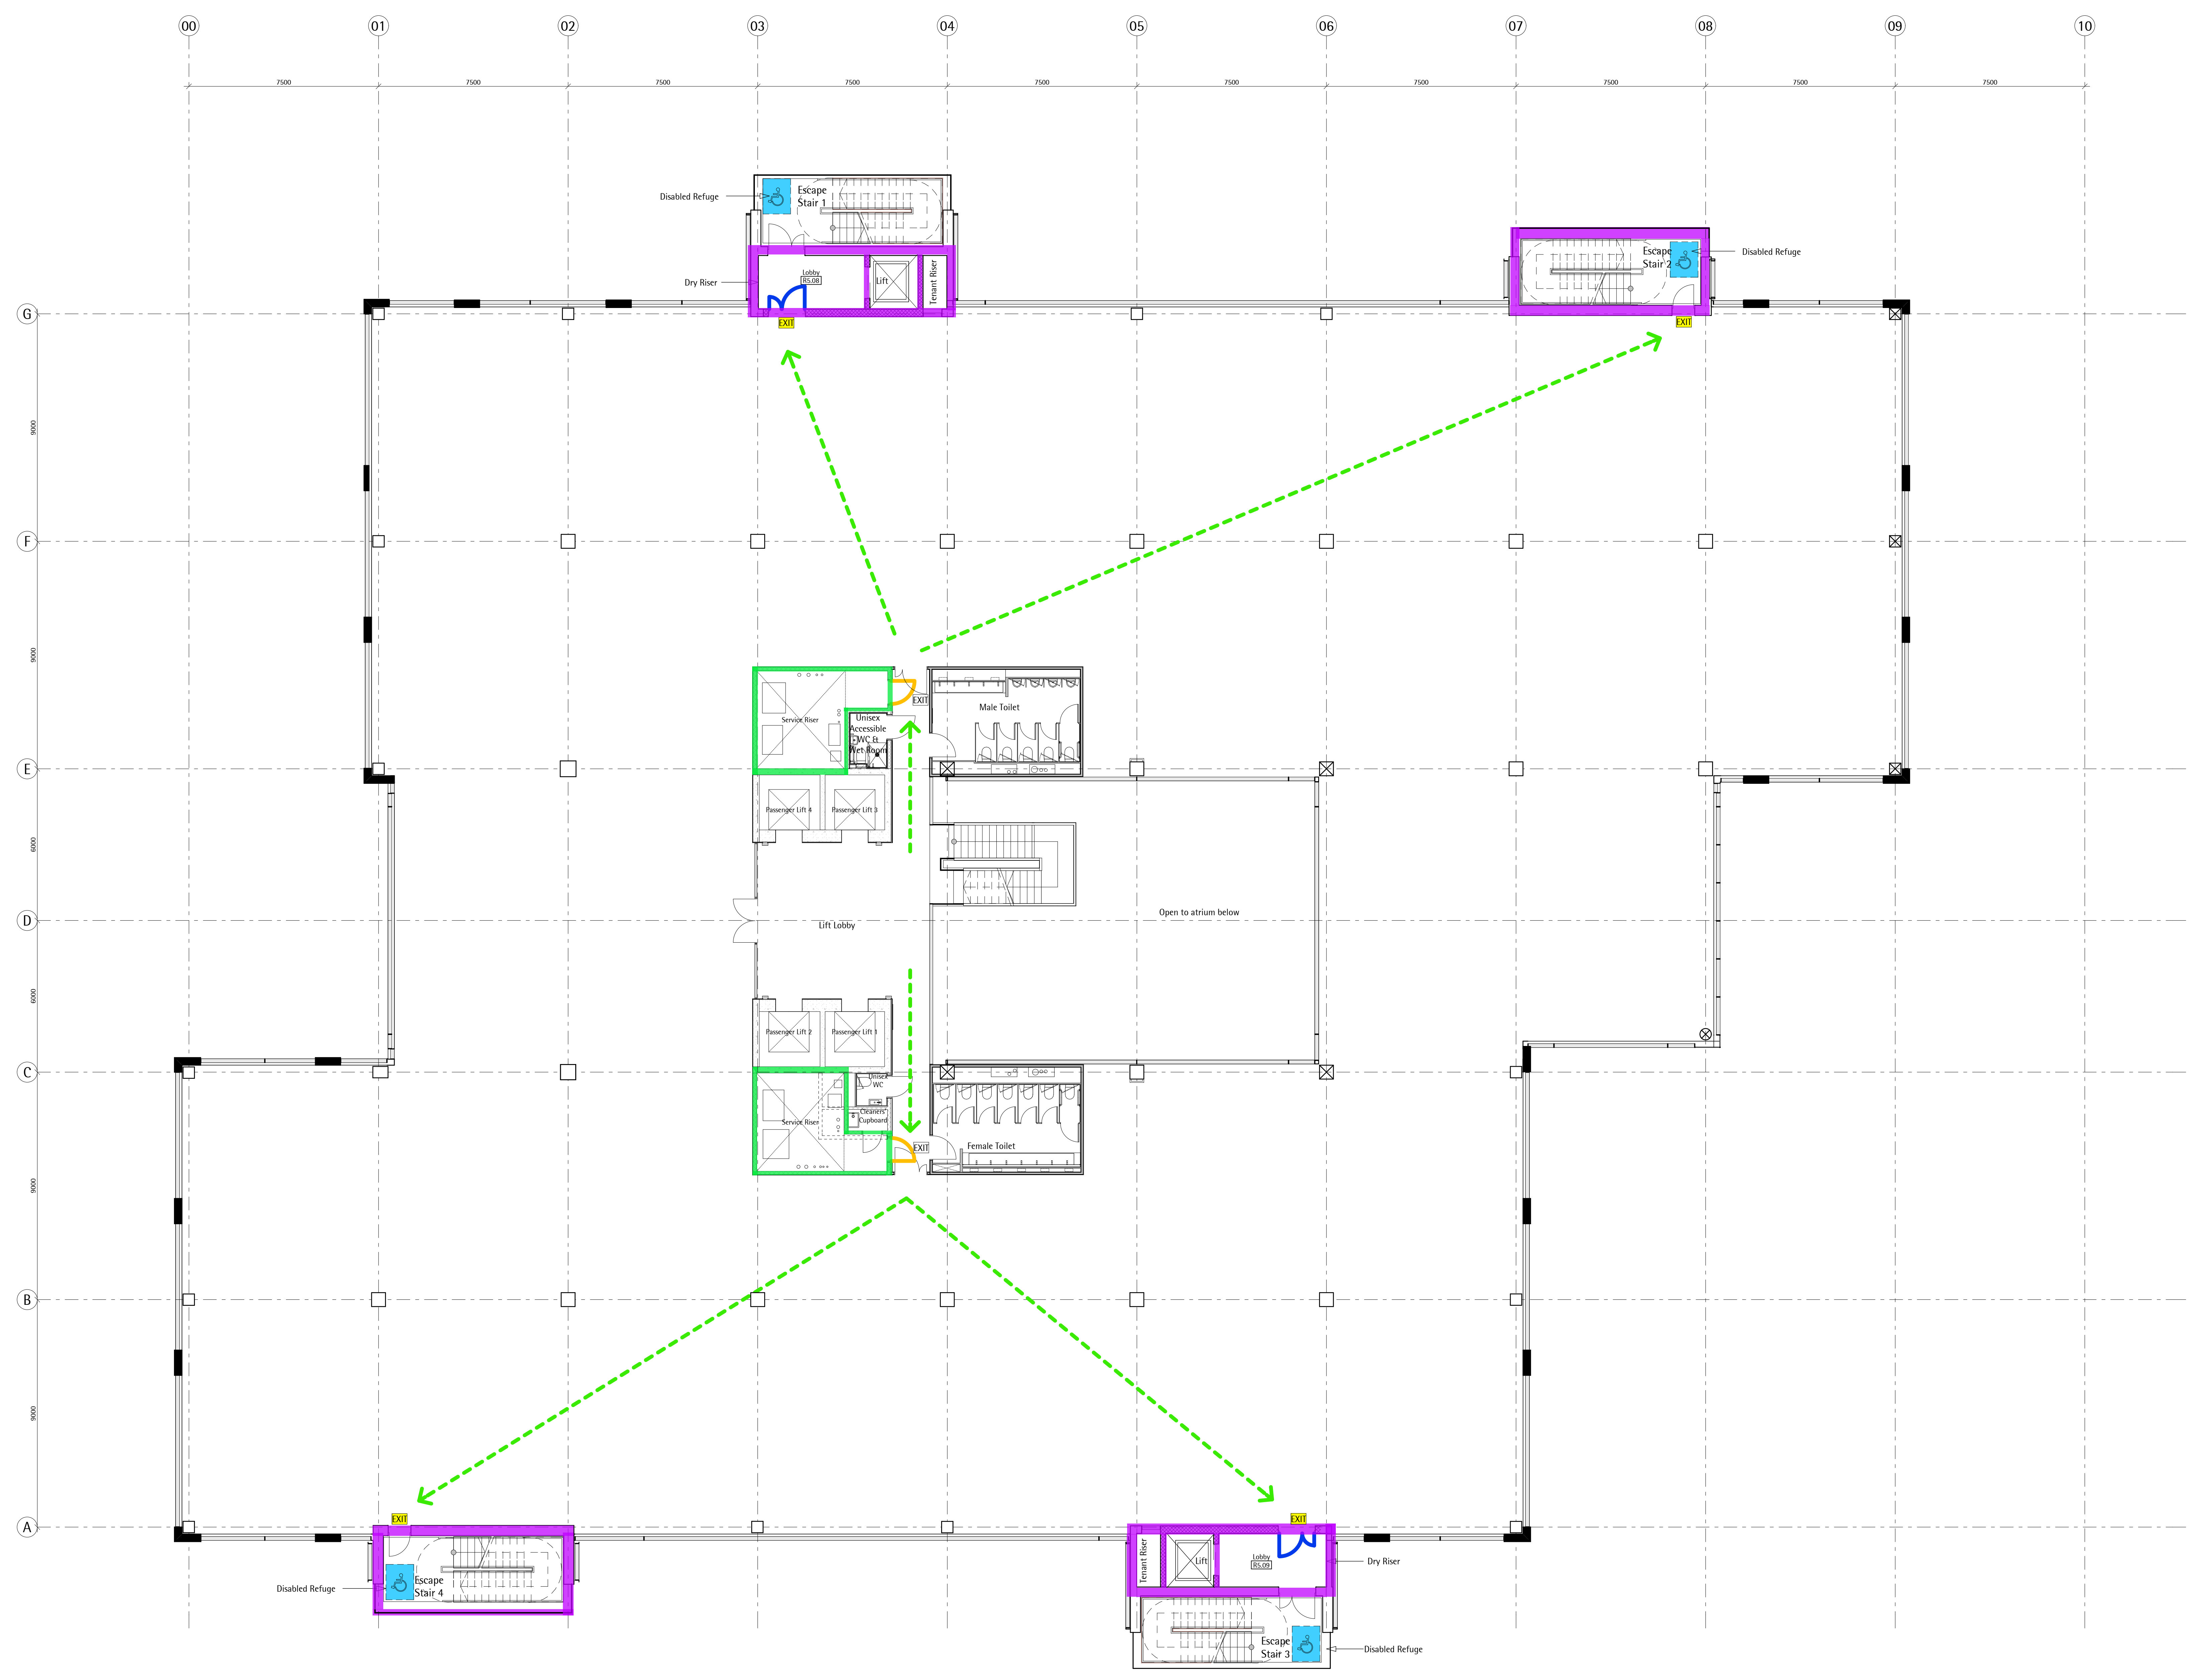 00 01 02 03 04 05 06 07 08 09 10
7500 7500 7500 7500 7500 7500 7500 7500 7500 7500
Disabled Refuge
Escape
Stair 1
Dry Riser
Lobby
R5.08
Lift
Tenant Riser
EXIT
Escape
Stair 2
Disabled Refuge
EXIT
G
9000
F
9000
E
6000
D
6000
C
9000
B
9000
A
Service Riser
Unisex
Accessible
WC &
Wet Room
EXIT
Male Toilet
Passenger Lift 4
Passenger Lift 3
Lift Lobby
Open to atrium below
Passenger Lift 2
Passenger Lift 1
Unisex
WC
Cleaners'
Cupboard
Service Riser
EXIT
Female Toilet
EXIT
Disabled Refuge
Escape
Stair 4
EXIT
Tenant Riser
Lift
Lobby
R5.09
Dry Riser
Escape
Stair 3
Disabled Refuge